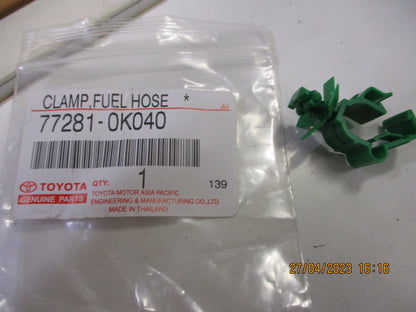 CLAMP,FUEL HOSE *
AI
77281-0K040
TOYOTA
GENUINE PARTS
QTY: 1 139
TOYOTA MOTOR ASIA PACIFIC
ENGINEERING & MANUFACTURING CO.,LTD.
MADE IN THAILAND
27/04/2023 16:16